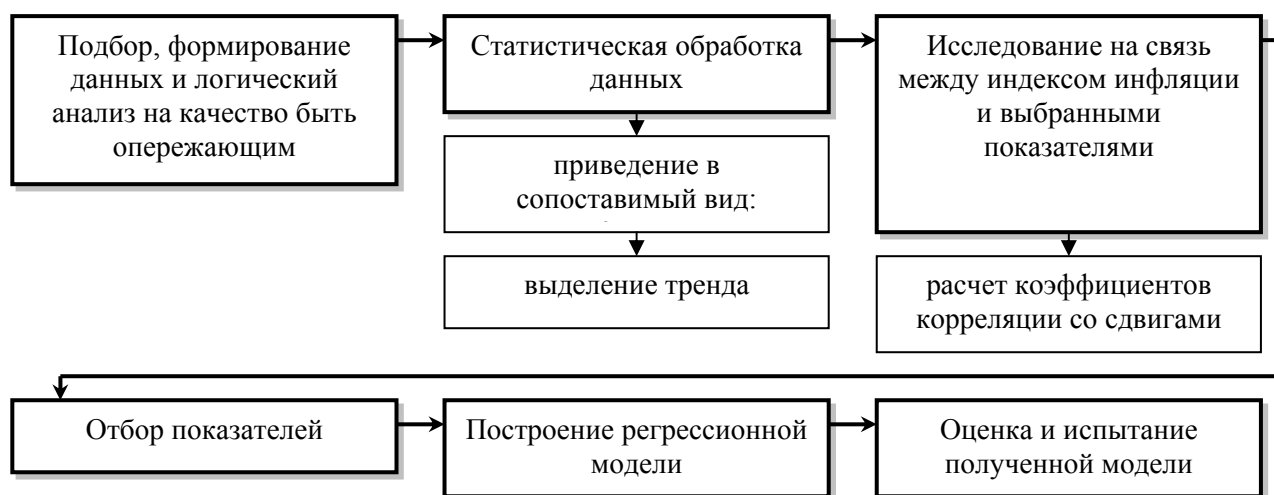 Подбор, формирование
данных и логический
анализ на качество быть
опережающим
Статистическая обработка
данных
Исследование на связь
между индексом инфляции
и выбранными
показателями
приведение в
сопоставимый вид:
выделение тренда
расчет коэффициентов
корреляции со сдвигами
Отбор показателей
Построение регрессионной
модели
Оценка и испытание
полученной модели